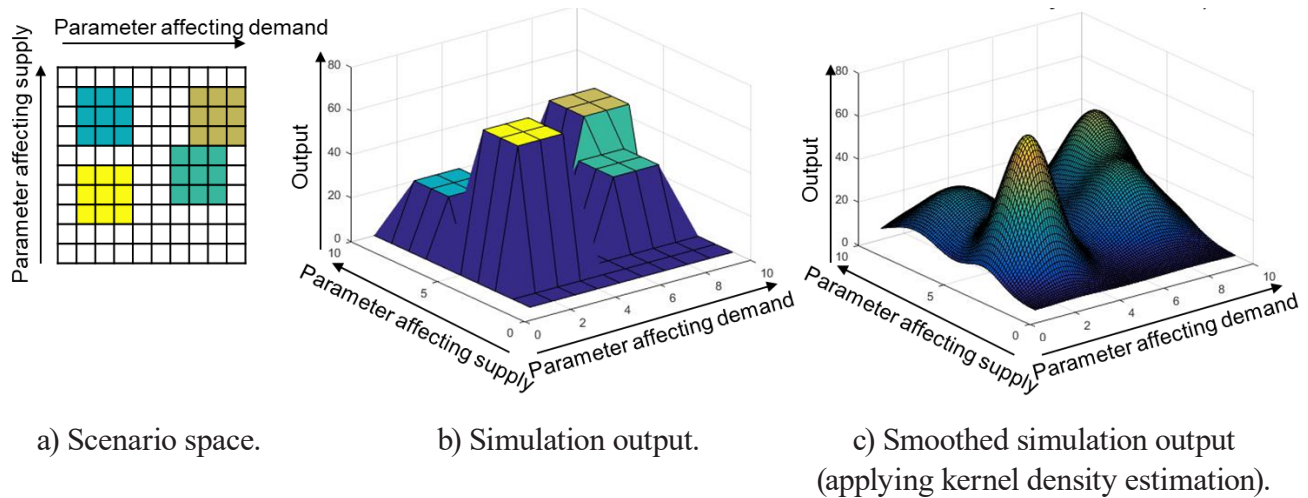 Parameter affecting demand
Parameter affecting supply
a) Scenario space.
80
60
40
20
0
Output
10
5
0
Parameter affecting supply
0
2
4
6
8
10
Parameter affecting demand
b) Simulation output.
80
60
40
20
0
Output
10
5
0
Parameter affecting supply
0
2
4
6
8
10
Parameter affecting demand
c) Smoothed simulation output
(applying kernel density estimation).